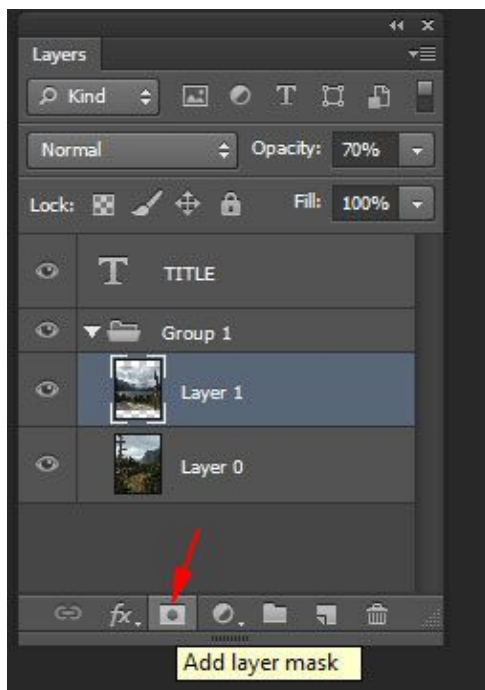 Layers
Kind
Normal Opacity: 70%
Lock: Fill: 100%
T TITLE
Group 1
Layer 1
Layer 0
fx.
Add layer mask